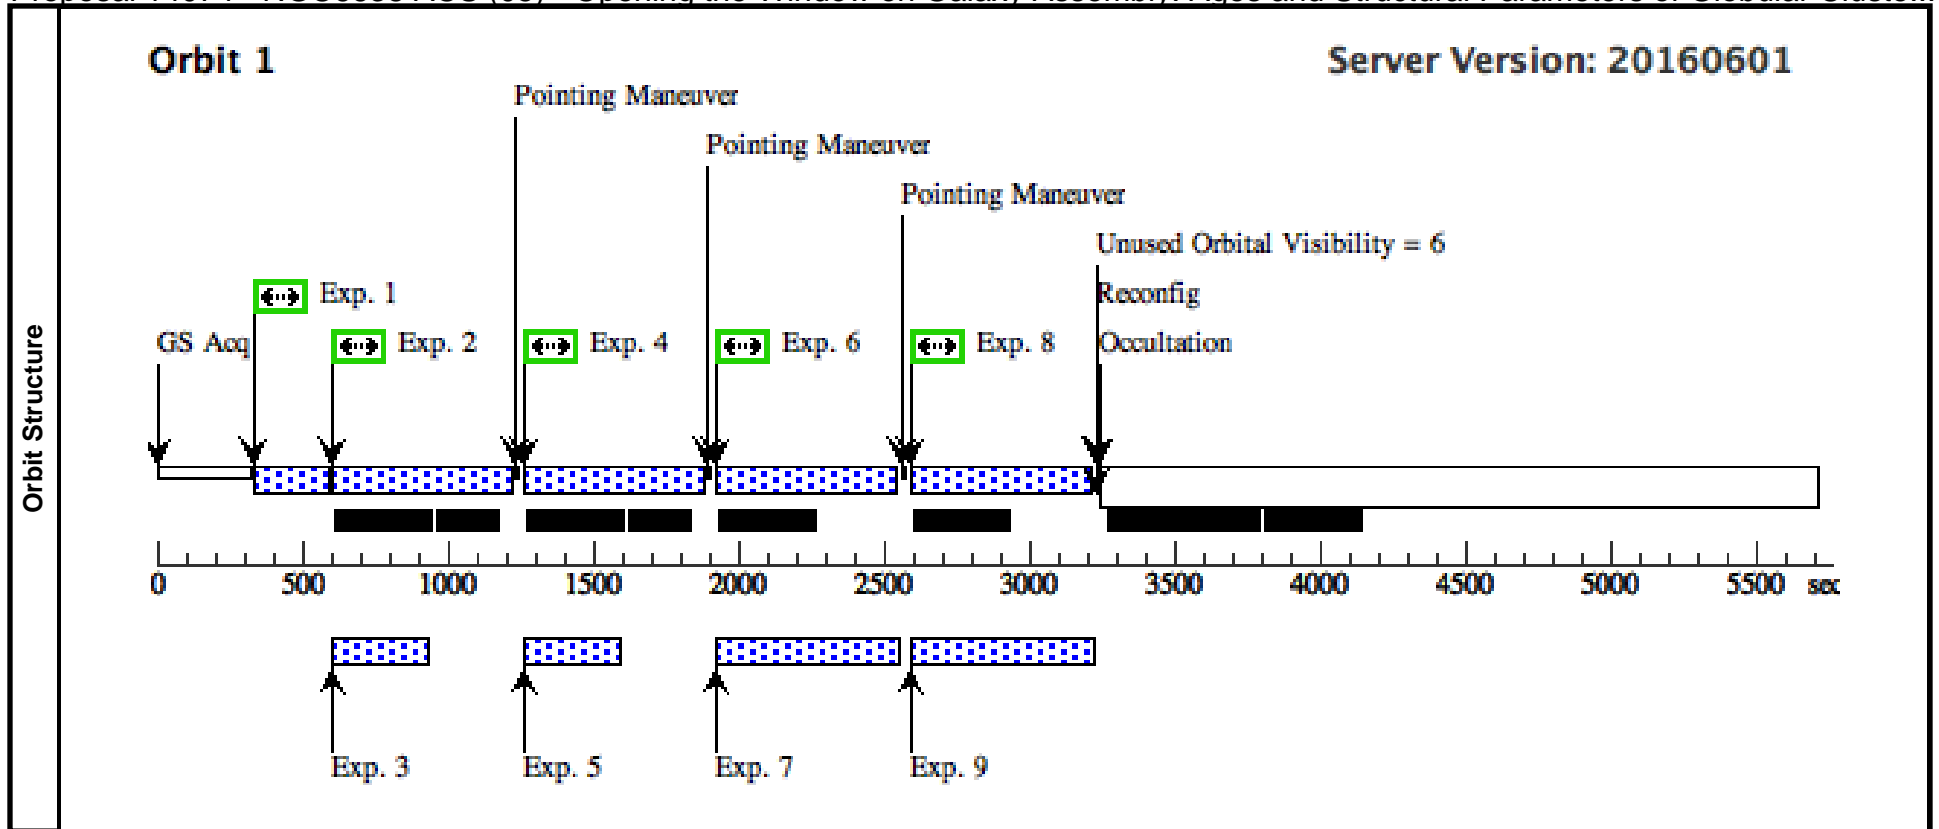 Orbit 1
Server Version: 20160601
Pointing Maneuver
Pointing Maneuver
Pointing Maneuver
Unused Orbital Visibility = 6
Exp. 1
Reconfig
GS Acq
Exp. 2
Exp. 4
Exp. 6
Exp. 8
Occultation
Orbit Structure
0 500 1000 1500 2000 2500 3000 3500 4000 4500 5000 5500 sec
Exp. 3
Exp. 5
Exp. 7
Exp. 9